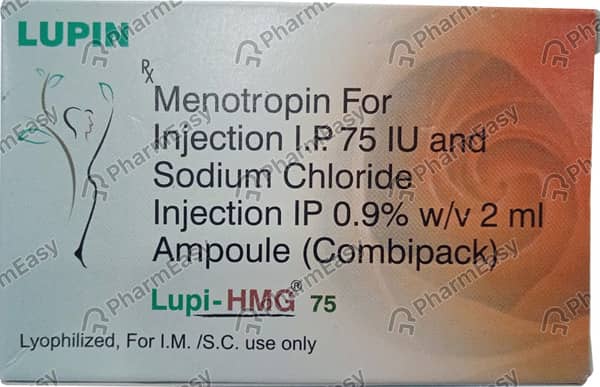 LUPIN
Rx
Menotropin For
Injection I.P. 75 IU and
Sodium Chloride
Injection IP 0.9% w/v 2 ml
Ampoule (Combipack)
Lupi-HMG® 75
Lyophilized, For I.M. /S.C. use only
PharmEasy